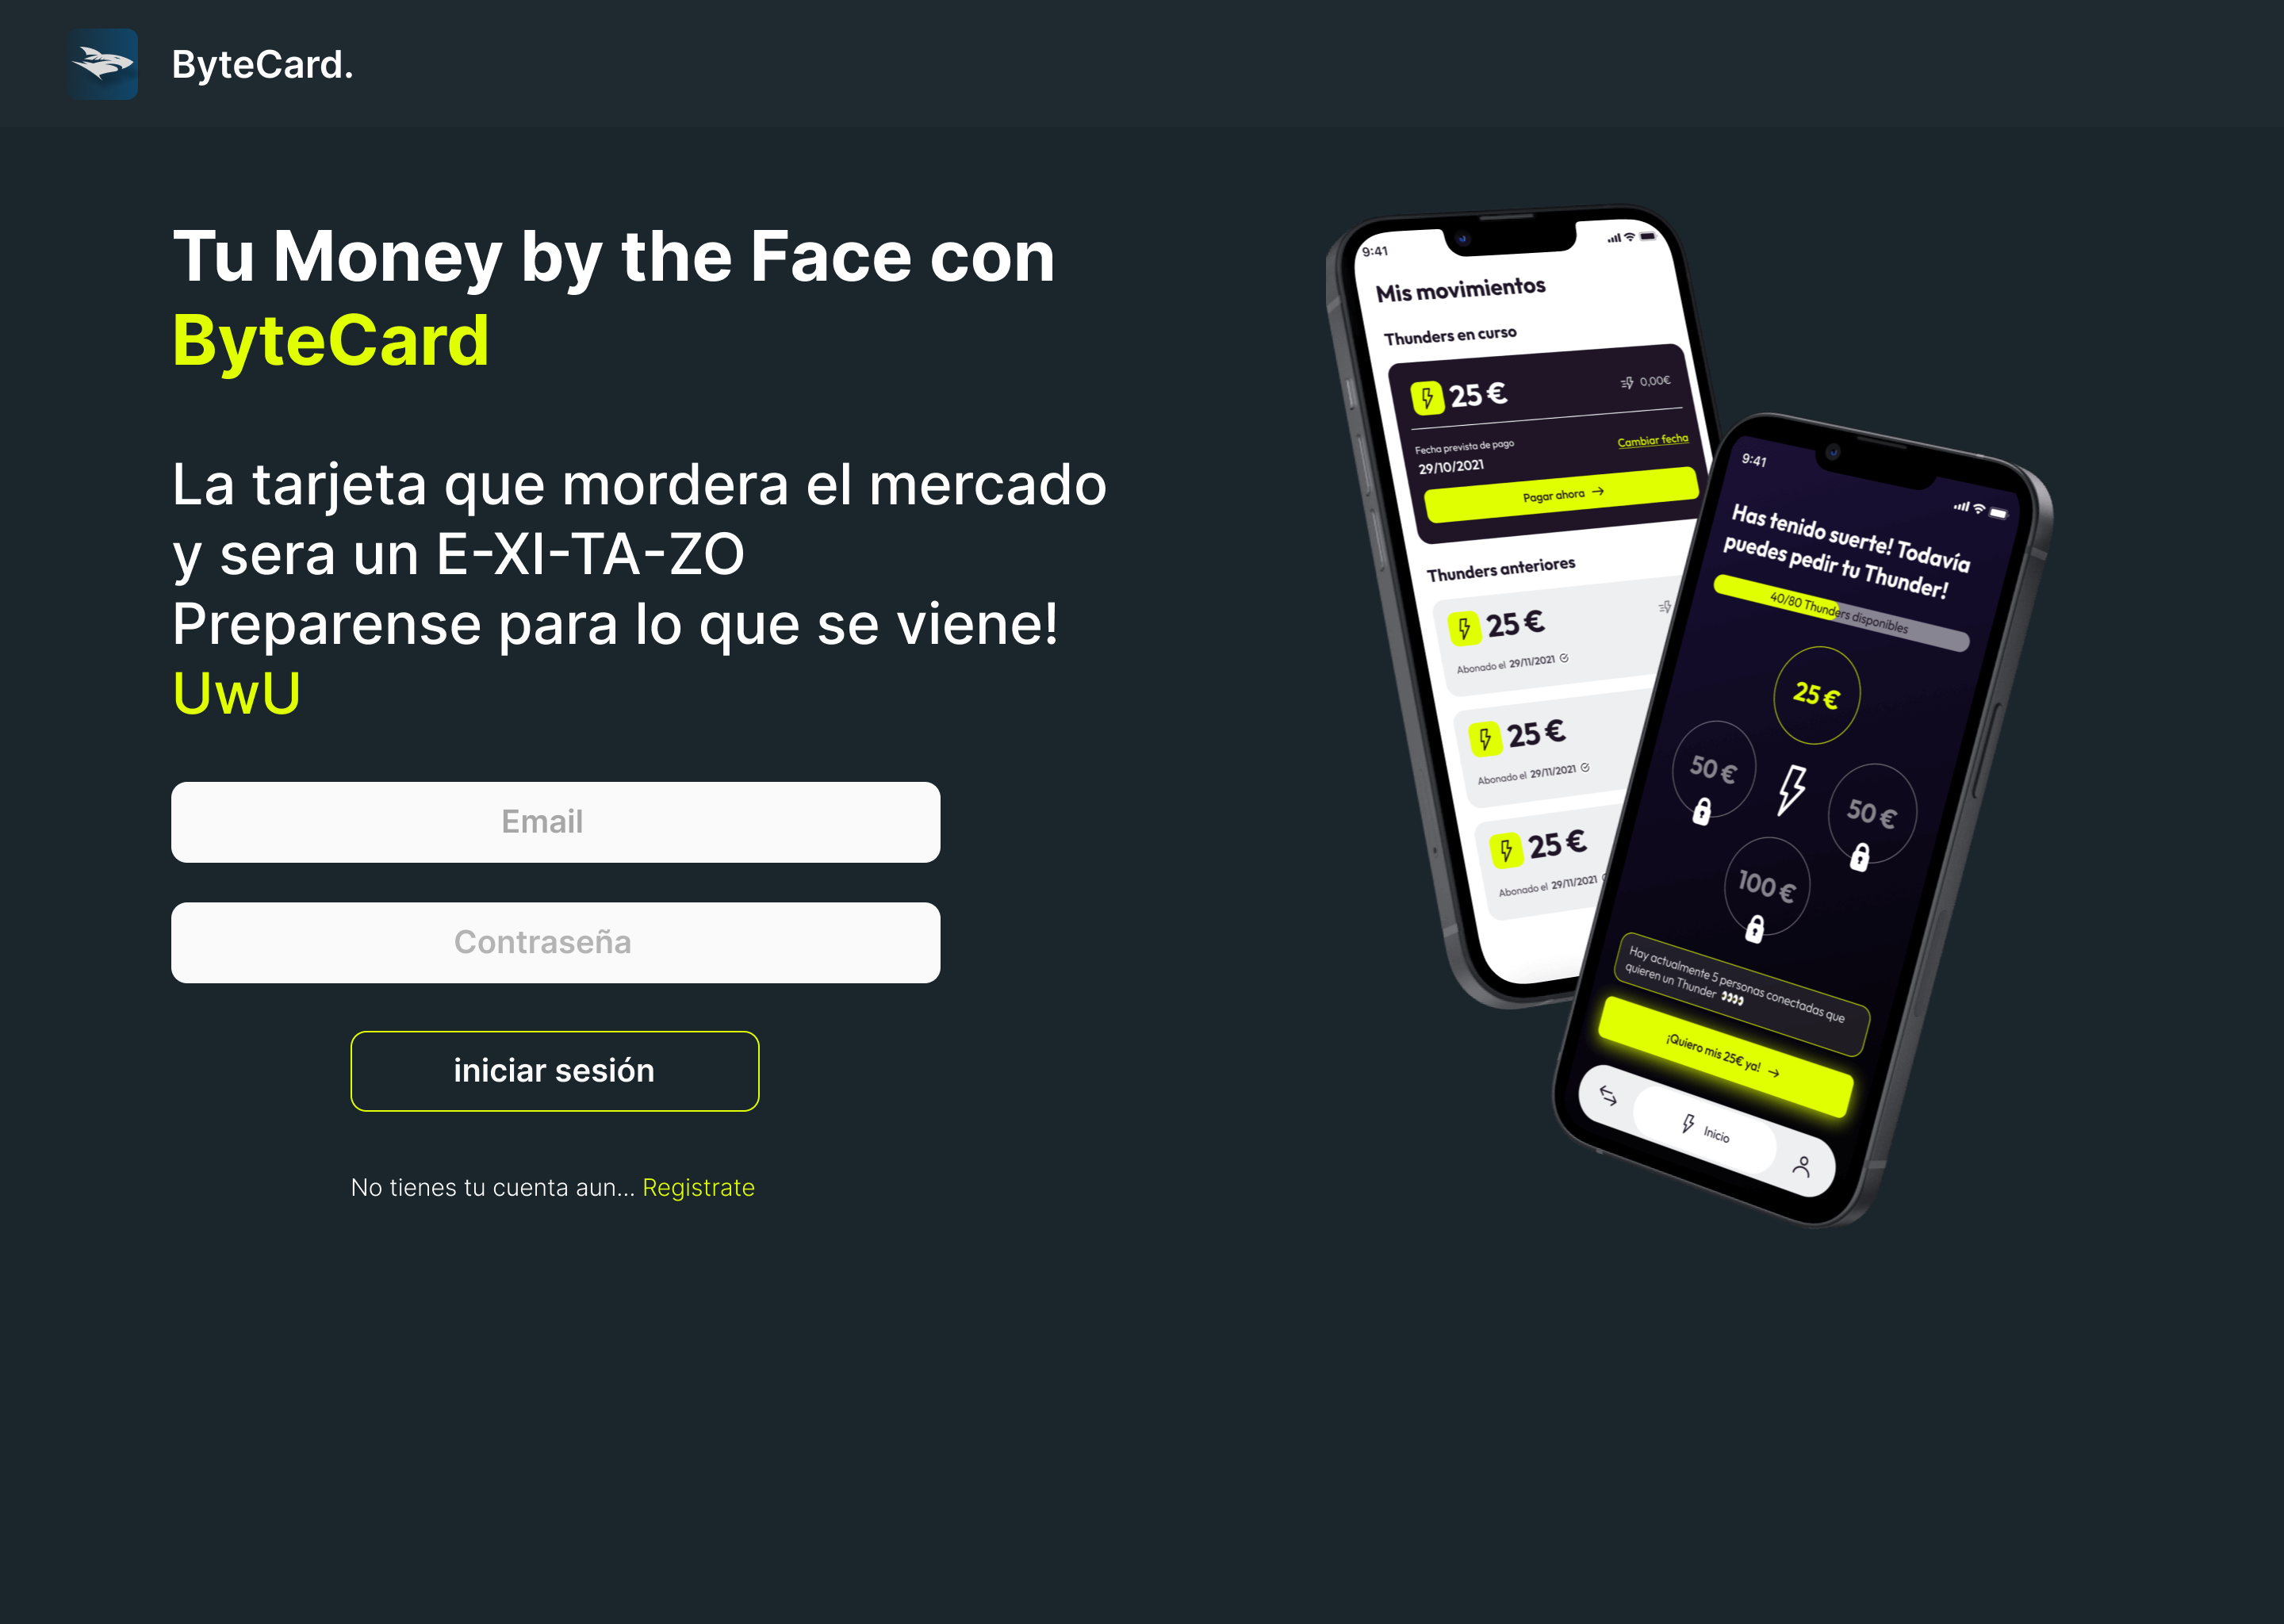 ByteCard.
Tu Money by the Face con
ByteCard
La tarjeta que mordera el mercado
y sera un E-XI-TA-ZO
Preparense para lo que se viene!
UwU
Email
Contraseña
iniciar sesión
No tienes tu cuenta aun... Registrate
9:41
Mis movimientos
Thunders en curso
25 €
0,00€
Fecha prevista de pago
29/10/2021
Cambiar fecha
Pagar ahora →
Thunders anteriores
25 €
Abonado el 29/11/2021
25 €
Abonado el 29/11/2021
25 €
Abonado el 29/11/2021
9:41
Has tenido suerte! Todavía
puedes pedir tu Thunder!
40/80 Thunders disponibles
25 €
50 €
50 €
100 €
Hay actualmente 5 personas conectadas que
quieren un Thunder 👀👀
¡Quiero mis 25€ ya! →
Inicio